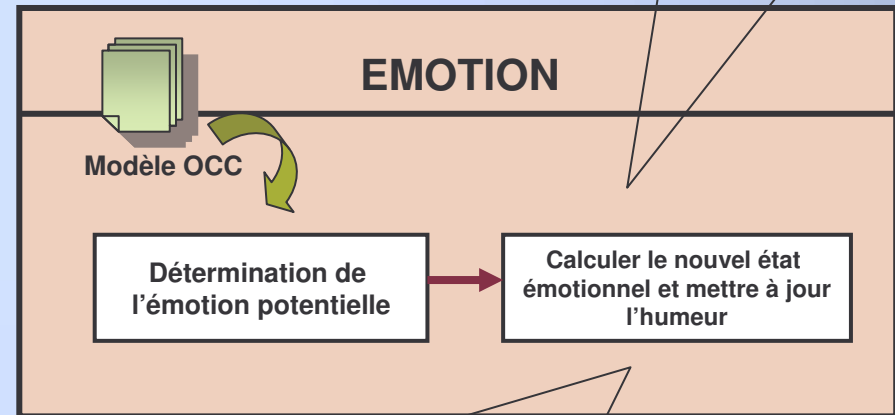 EMOTION
Modèle OCC
Détermination de
l’émotion potentielle
Calculer le nouvel état
émotionnel et mettre à jour
l’humeur